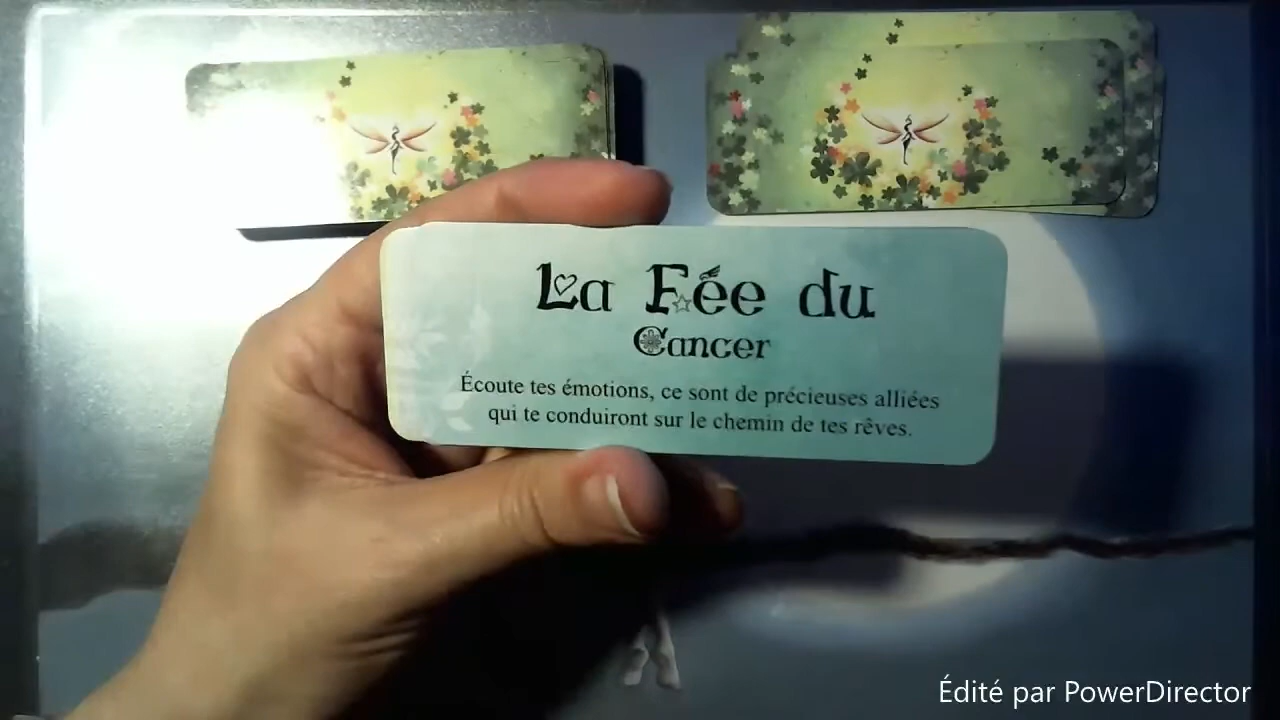 La Fée du
Cancer
Écoute tes émotions, ce sont de précieuses alliées
qui te conduiront sur le chemin de tes rêves.
Édité par PowerDirector